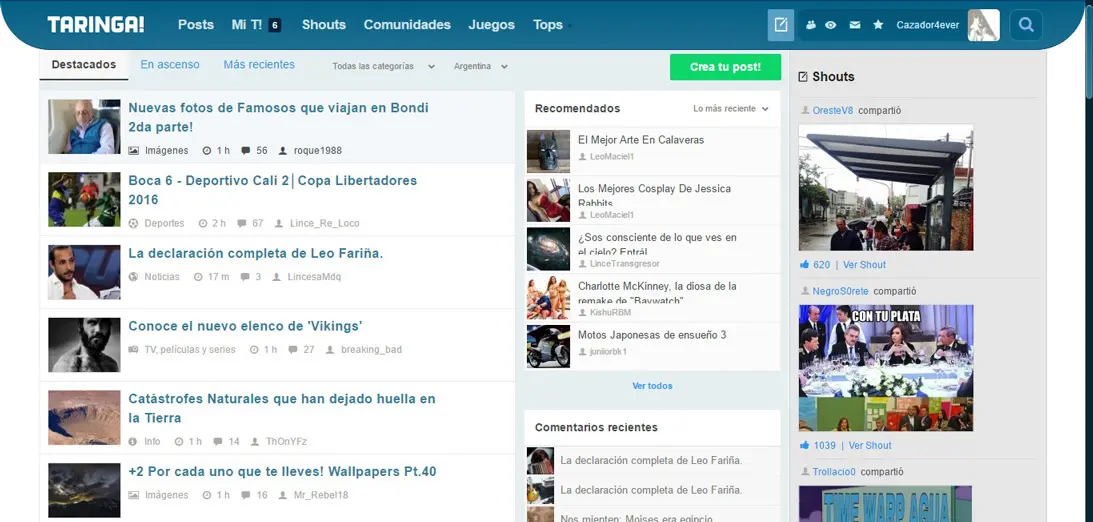 TARINGA!
Posts
Mi T! 6
Shouts
Comunidades
Juegos
Tops
Cazador4ever
Destacados
En ascenso
Más recientes
Todas las categorías
Argentina
Crea tu post!
Nuevas fotos de Famosos que viajan en Bondi
2da parte!
Imágenes 1 h 56 roque1988
Boca 6 - Deportivo Cali 2| Copa Libertadores
2016
Deportes 2 h 67 Lince_Re_Loco
La declaración completa de Leo Fariña.
Noticias 17 m 3 LincesaMdq
Conoce el nuevo elenco de 'Vikings'
TV, películas y series 1 h 27 breaking_bad
Catástrofes Naturales que han dejado huella en
la Tierra
Info 1 h 14 ThOnYFz
+2 Por cada uno que te lleves! Wallpapers Pt.40
Imágenes 1 h 16 Mr_Rebel18
Recomendados
Lo más reciente
El Mejor Arte En Calaveras
LeoMaciel1
Los Mejores Cosplay De Jessica
Rabbits
LeoMaciel1
¿Sos consciente de lo que ves en
el cielo? Entrá!
LinceTransgresor
Charlotte McKinney, la diosa de la
remake de "Baywatch"
KishuRBM
Motos Japonesas de ensueño 3
juniorbk1
Ver todos
Comentarios recientes
La declaración completa de Leo Fariña.
La declaración completa de Leo Fariña.
Nos mienten: Moises era egipcio
Shouts
OresteV8 compartió
620 | Ver Shout
NegroS0rete compartió
CON TU PLATA
1039 | Ver Shout
Trollacio0 compartió
TIME WARP AQUA